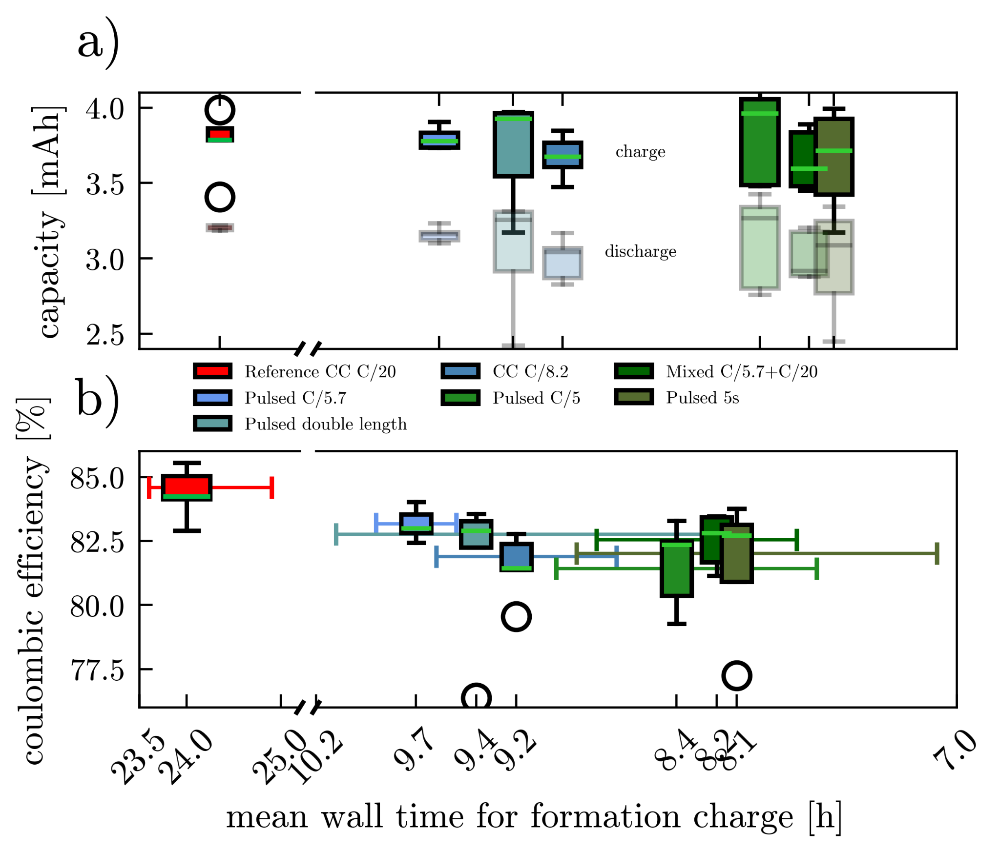 a)
capacity [mAh]
4.0
3.5
3.0
2.5
charge
discharge
Reference CC C/20
Pulsed C/5.7
Pulsed double length
CC C/8.2
Pulsed C/5
Mixed C/5.7+C/20
Pulsed 5s
b)
coulombic efficiency [%]
85.0
82.5
80.0
77.5
23.5
24.0
25.0
10.2
9.7
9.4
9.2
8.4
8.2
8.1
7.0
mean wall time for formation charge [h]